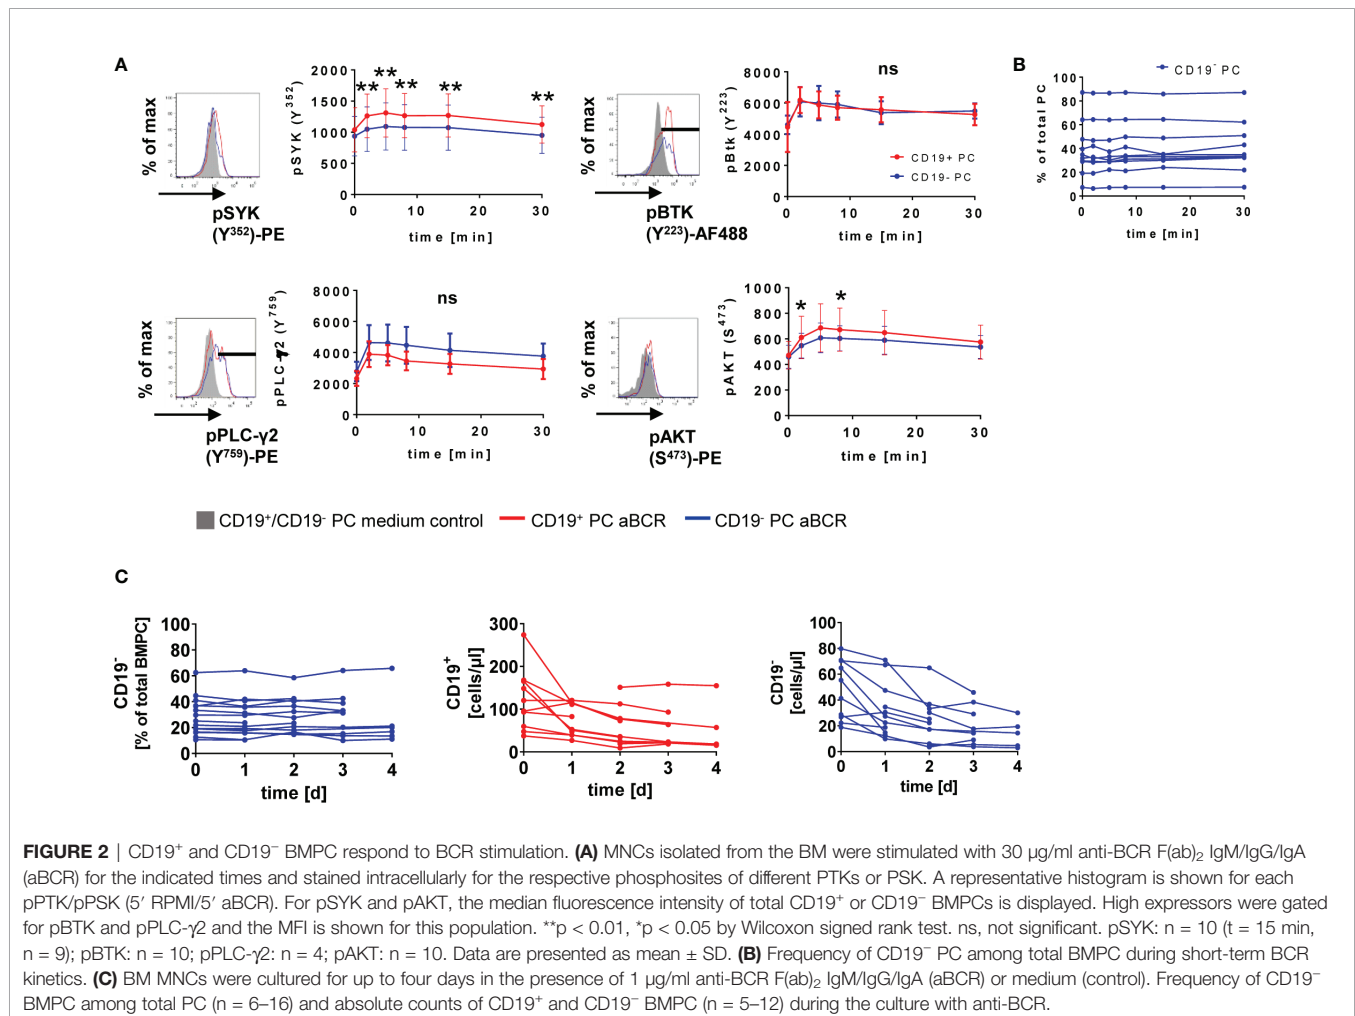 A
% of max
pSYK
(Y352)-PE
pSYK (Y352)
2000
1500
1000
500
0
0 10 20 30
time [min]
** ** ** ** **
% of max
pBTK
(Y223)-AF488
pBtk (Y223)
8000
6000
4000
2000
0
0 10 20 30
time [min]
ns
CD19+ PC
CD19- PC
B
CD19- PC
% of total PC
100
80
60
40
20
0
0 10 20 30
time [min]
% of max
pPLC-γ2
(Y759)-PE
pPLC-γ2 (Y759)
8000
6000
4000
2000
0
0 10 20 30
time [min]
ns
% of max
pAKT
(S473)-PE
pAKT (S473)
1000
800
600
400
200
0
0 10 20 30
time [min]
* *
CD19+/CD19- PC medium control CD19+ PC aBCR CD19- PC aBCR
C
CD19-
[% of total BMPC]
100
80
60
40
20
0
0 1 2 3 4
time [d]
CD19+
[cells/µl]
300
200
100
0
0 1 2 3 4
time [d]
CD19-
[cells/µl]
100
80
60
40
20
0
0 1 2 3 4
time [d]
FIGURE 2 | CD19+ and CD19− BMPC respond to BCR stimulation. (A) MNCs isolated from the BM were stimulated with 30 µg/ml anti-BCR F(ab)2 IgM/IgG/IgA
(aBCR) for the indicated times and stained intracellularly for the respective phosphosites of different PTKs or PSK. A representative histogram is shown for each
pPTK/pPSK (5′ RPMI/5′ aBCR). For pSYK and pAKT, the median fluorescence intensity of total CD19+ or CD19− BMPCs is displayed. High expressors were gated
for pBTK and pPLC-γ2 and the MFI is shown for this population. **p < 0.01, *p < 0.05 by Wilcoxon signed rank test. ns, not significant. pSYK: n = 10 (t = 15 min,
n = 9); pBTK: n = 10; pPLC-γ2: n = 4; pAKT: n = 10. Data are presented as mean ± SD. (B) Frequency of CD19− PC among total BMPC during short-term BCR
kinetics. (C) BM MNCs were cultured for up to four days in the presence of 1 µg/ml anti-BCR F(ab)2 IgM/IgG/IgA (aBCR) or medium (control). Frequency of CD19−
BMPC among total PC (n = 6–16) and absolute counts of CD19+ and CD19− BMPC (n = 5–12) during the culture with anti-BCR.